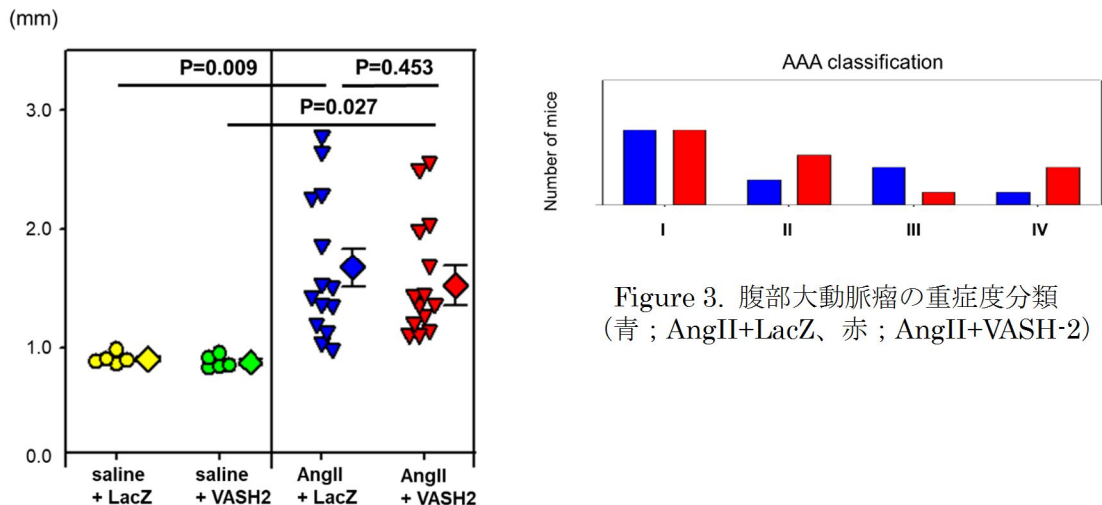 (mm)
P=0.009
P=0.453
P=0.027
3.0
2.0
1.0
0.0
saline
+ LacZ
saline
+ VASH2
AngII
+ LacZ
AngII
+ VASH2
AAA classification
Number of mice
I
II
III
IV
Figure 3. 腹部大動脈瘤の重症度分類
(青;AngII+LacZ、赤;AngII+VASH-2)